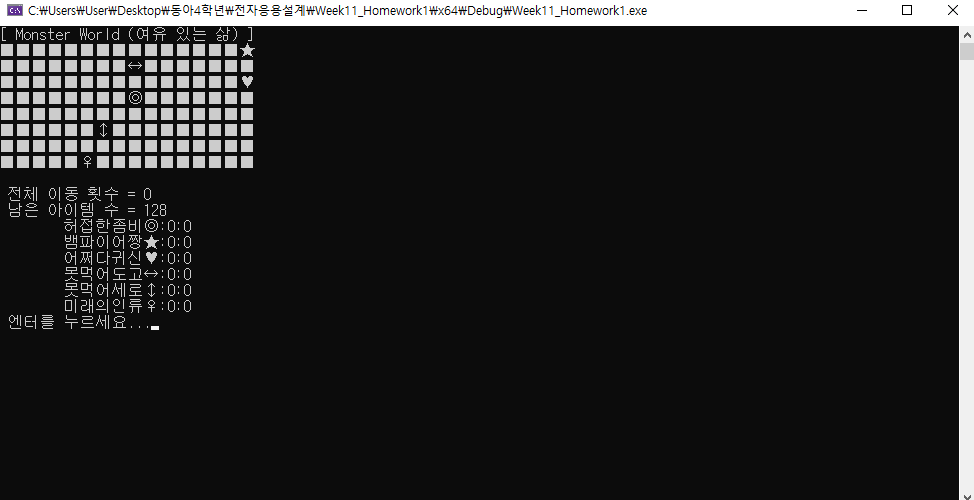 C:\Users\User\Desktop\동아4학년\전자응용설계\Week11_Homework1\x64\Debug\Week11_Homework1.exe
[ Monster World (여유 있는 삶) ]
■■■■■■■■■■■■■■■★
■■■■■■■■↔■■■■■■■
■■■■■■■■■■■■■■■♥
■■■■■■■■◎■■■■■■■
■■■■■■■■■■■■■■■■
■■■■■■↕■■■■■■■■■
■■■■■■■■■■■■■■■■
■■■■■♀■■■■■■■■■■
전체 이동 횟수 = 0
남은 아이템 수 = 128
허접한좀비◎:0:0
뱀파이어짱★:0:0
어쩌다귀신♥:0:0
못먹어도고↔:0:0
못먹어세로↕:0:0
미래의인류♀:0:0
엔터를 누르세요...